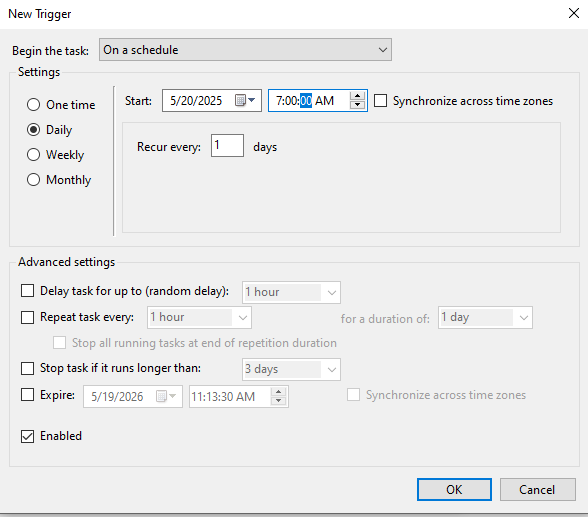 New Trigger
Begin the task: On a schedule
Settings
One time
Start: 5/20/2025 7:00:00 AM Synchronize across time zones
Daily
Recur every: 1 days
Weekly
Monthly
Advanced settings
Delay task for up to (random delay): 1 hour
Repeat task every: 1 hour for a duration of: 1 day
Stop all running tasks at end of repetition duration
Stop task if it runs longer than: 3 days
Expire: 5/19/2026 11:13:30 AM Synchronize across time zones
Enabled
OK Cancel